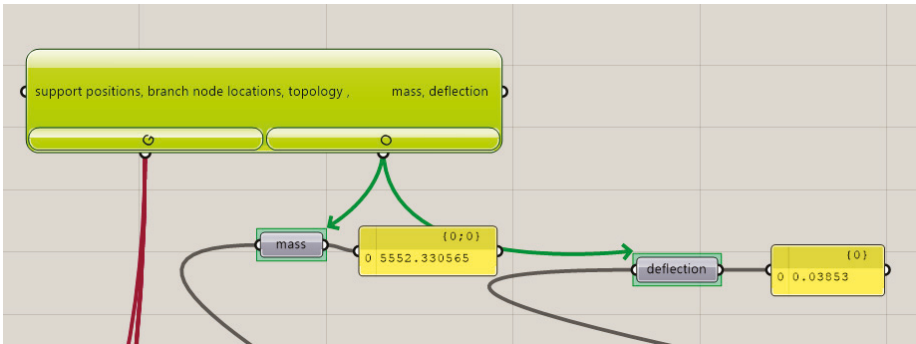 support positions, branch node locations, topology , mass, deflection
G O
mass
{0;0}
0 5552.330565
deflection
{0}
0 0.03853